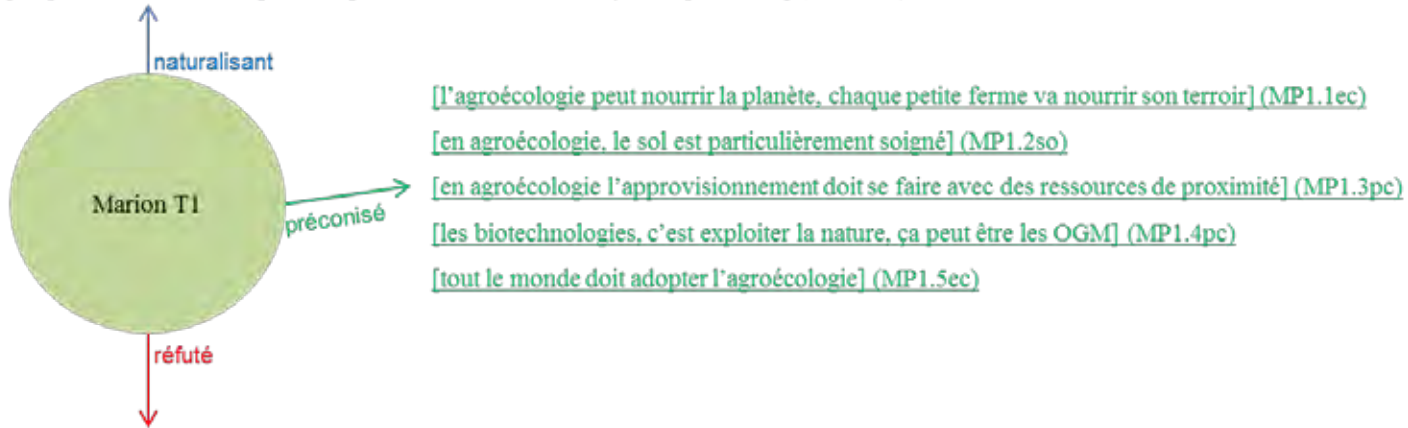 naturalisant
[l’agroécologie peut nourrir la planète, chaque petite ferme va nourrir son terroir] (MP1.1ec)
[en agroécologie, le sol est particulièrement soigné] (MP1.2so)
[en agroécologie l’approvisionnement doit se faire avec des ressources de proximité] (MP1.3pc)
Marion T1
préconisé
[les biotechnologies, c’est exploiter la nature, ça peut être les OGM] (MP1.4pc)
[tout le monde doit adopter l’agroécologie] (MP1.5ec)
réfuté